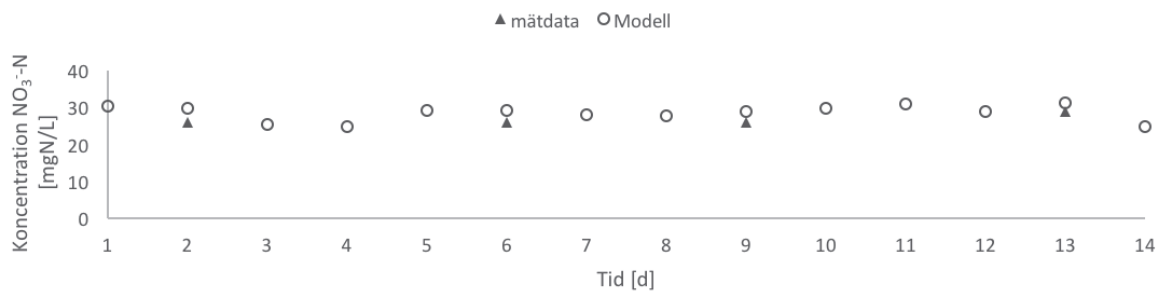 mätdata Modell
Koncentration NO₃⁻-N
[mgN/L]
40
30
20
10
0
1 2 3 4 5 6 7 8 9 10 11 12 13 14
Tid [d]